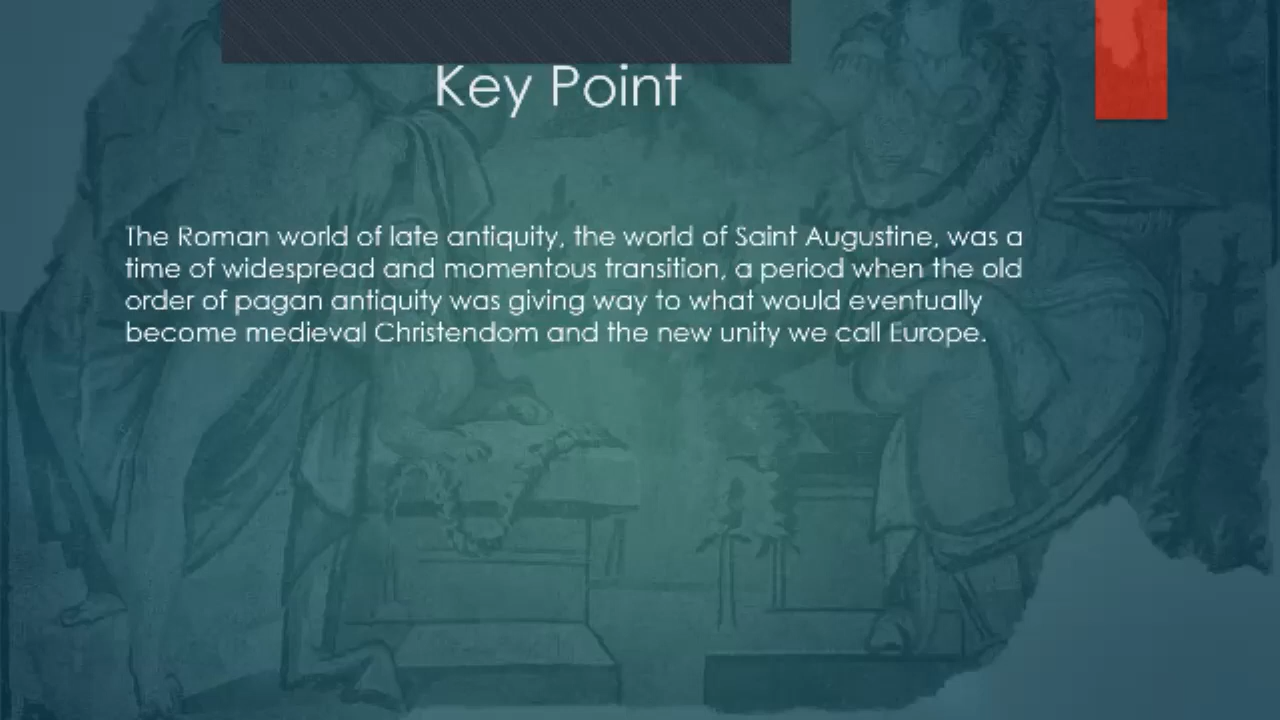 Key Point
The Roman world of late antiquity, the world of Saint Augustine, was a
time of widespread and momentous transition, a period when the old
order of pagan antiquity was giving way to what would eventually
become medieval Christendom and the new unity we call Europe.